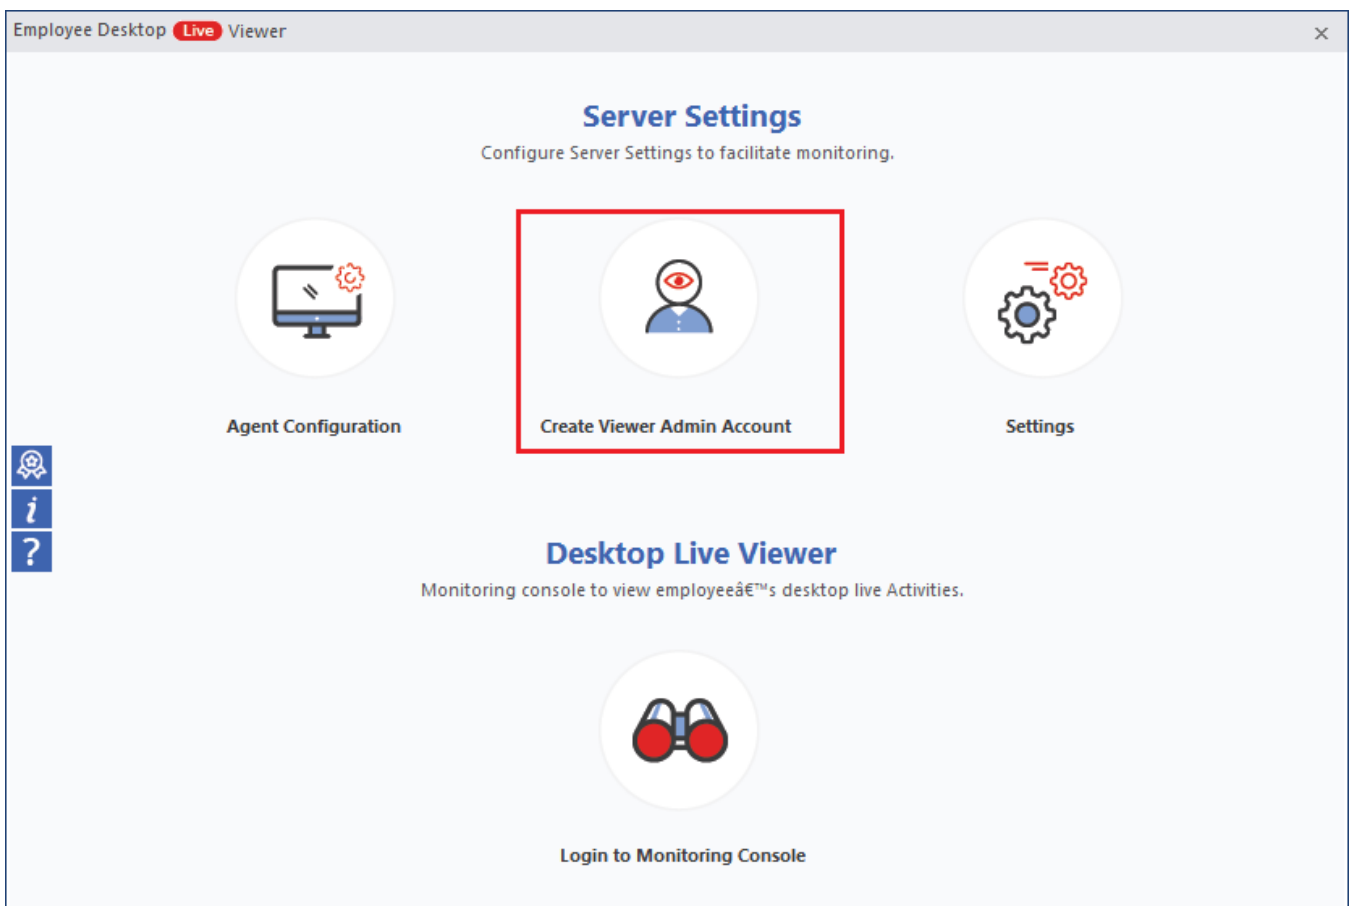 Employee Desktop Live Viewer
Server Settings
Configure Server Settings to facilitate monitoring.
Agent Configuration
Create Viewer Admin Account
Settings
i
?
Desktop Live Viewer
Monitoring console to view employeeâ€™s desktop live Activities.
Login to Monitoring Console